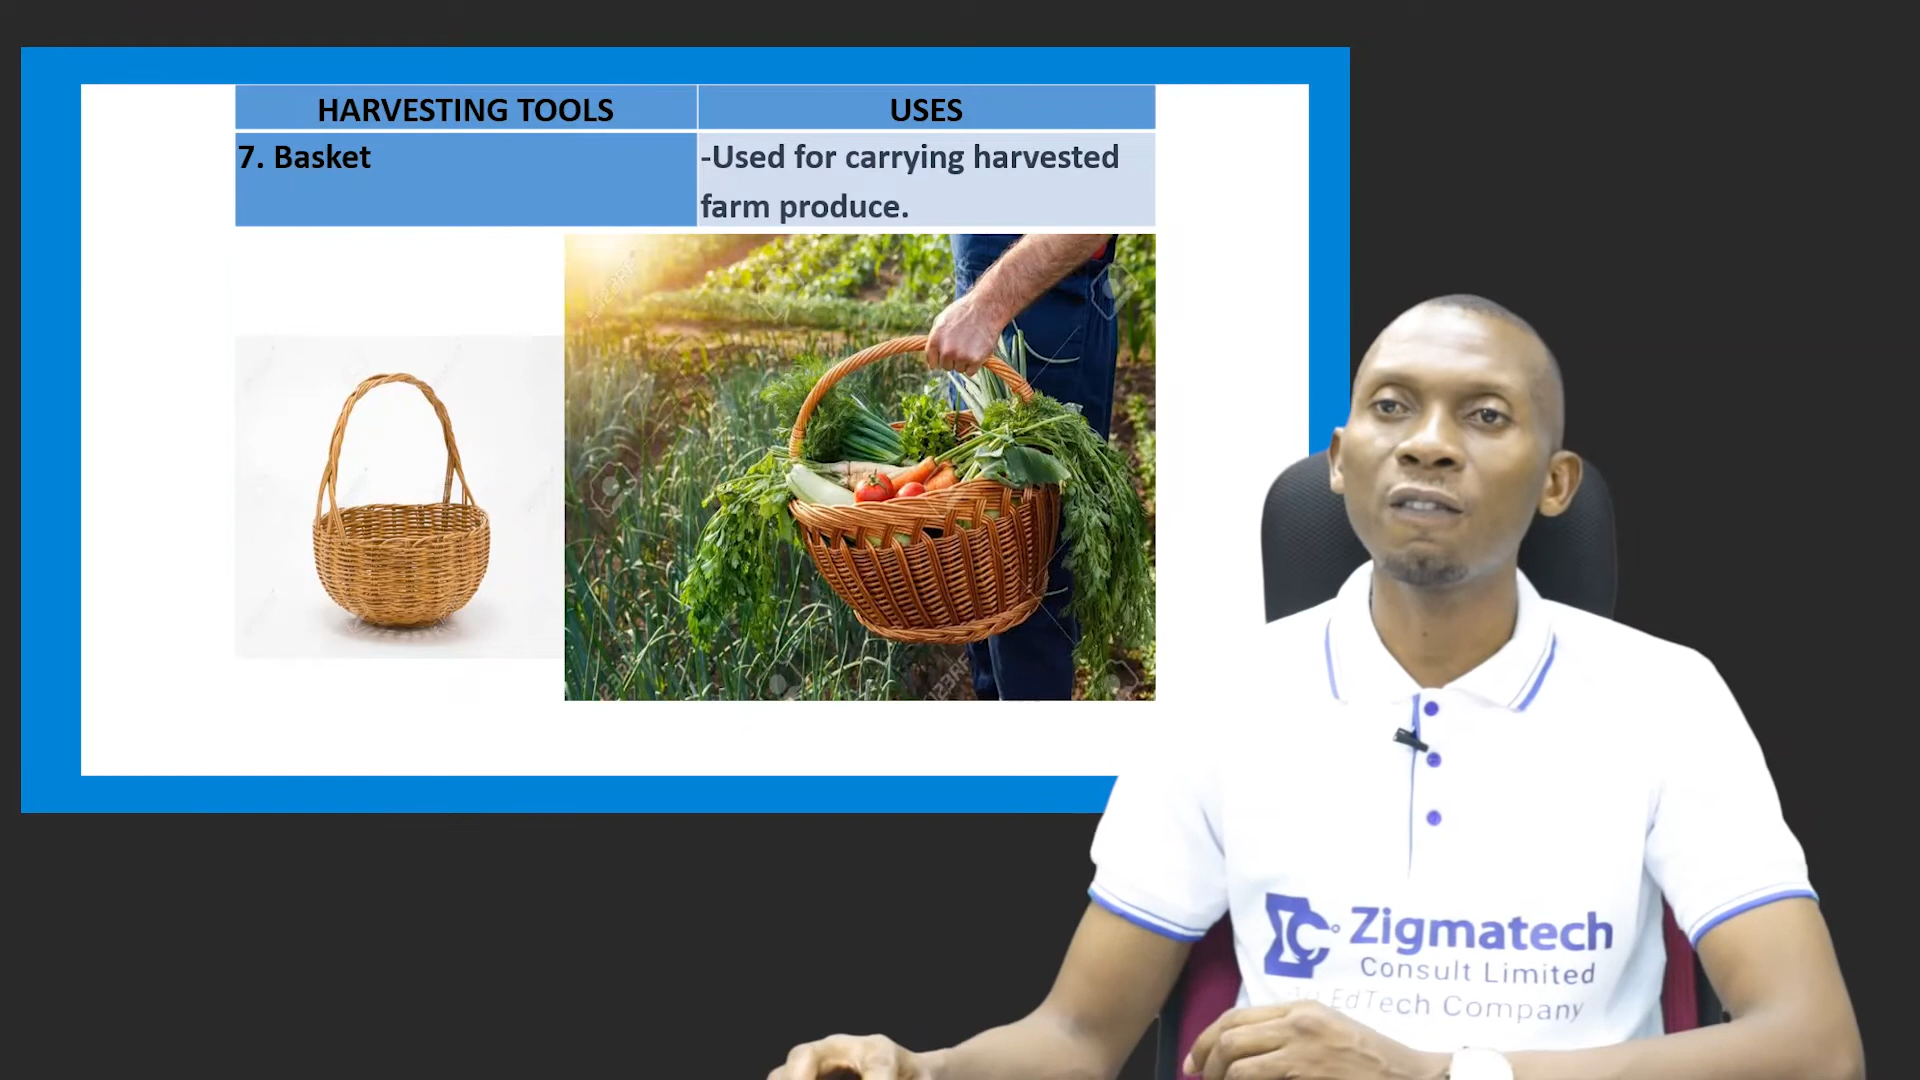 HARVESTING TOOLS
USES
7. Basket
-Used for carrying harvested
farm produce.
Zigmatech
Consult Limited
EdTech Company